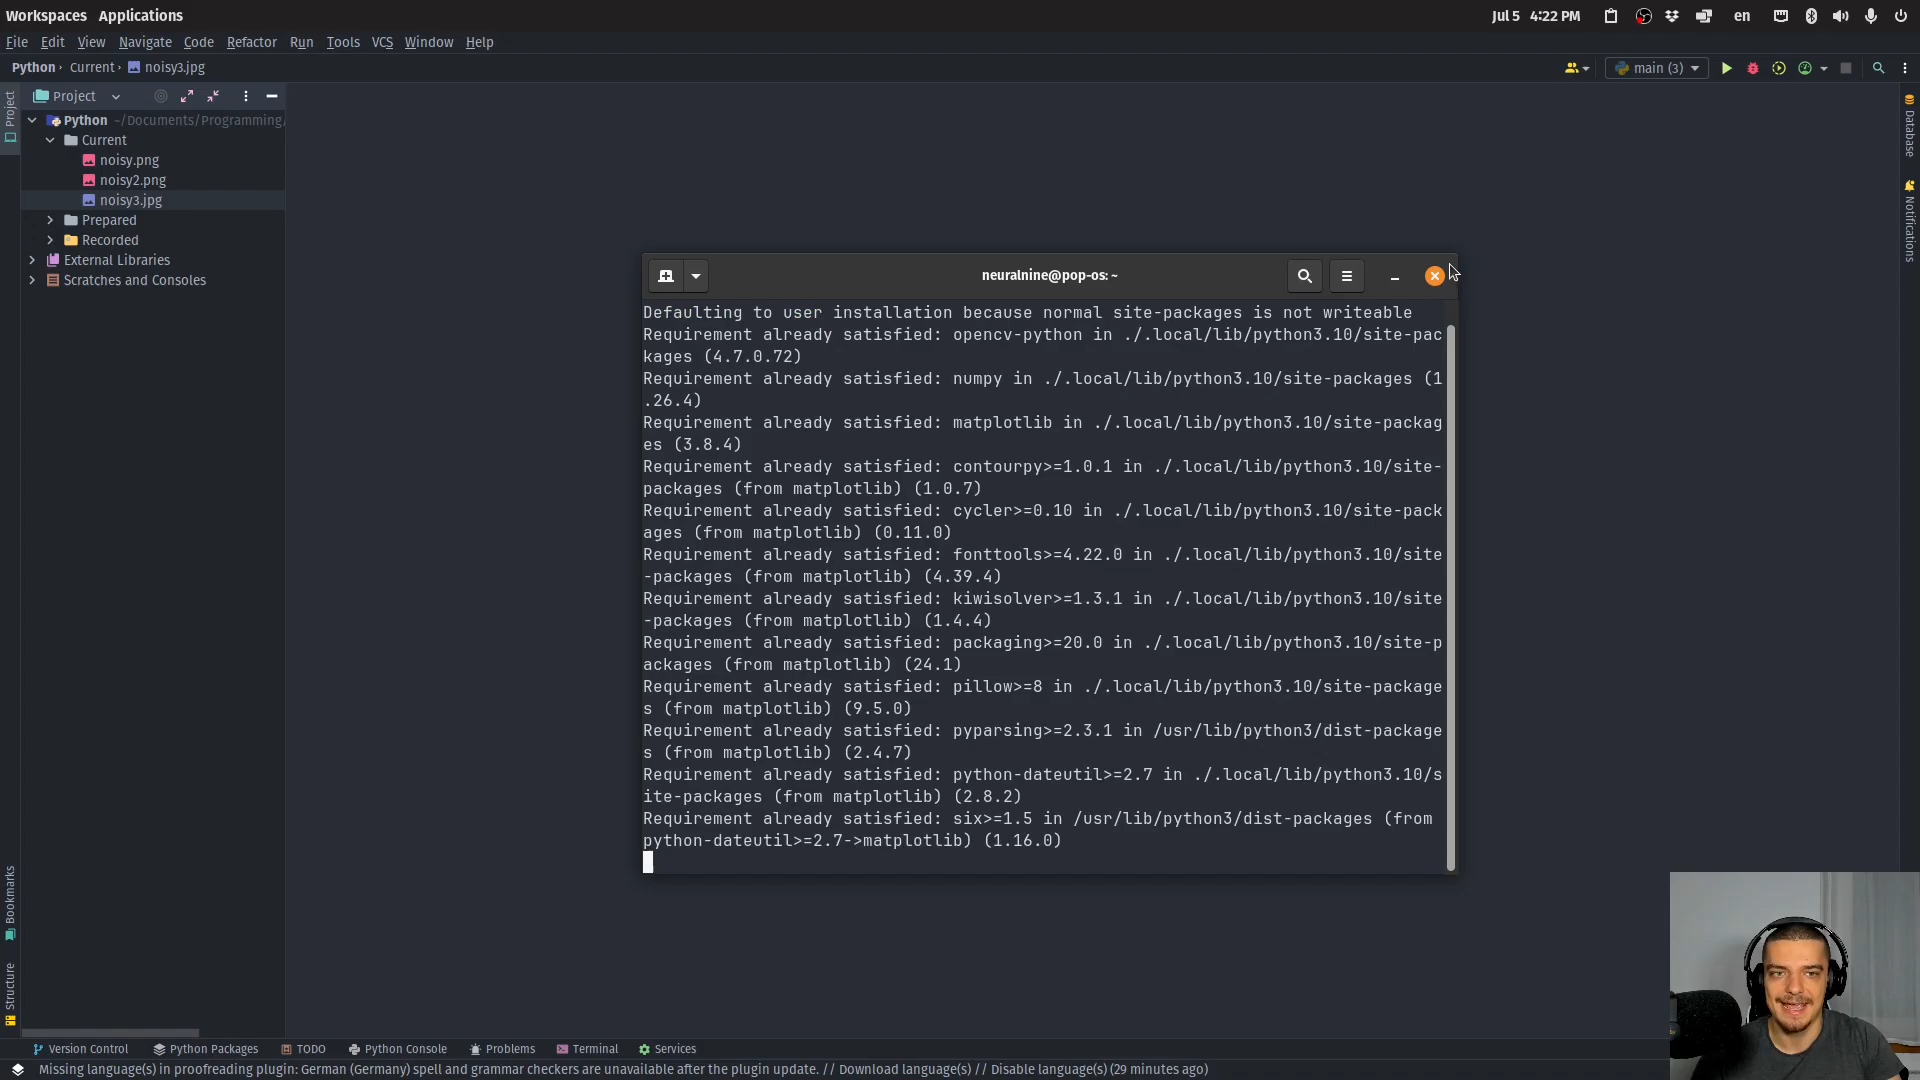 Workspaces Applications
Jul 5 4:22 PM en
File Edit View Navigate Code Refactor Run Tools VCS Window Help
Python Current noisy3.jpg
main (3)
Project
Project
Python ~/Documents/Programming/
Current
noisy.png
noisy2.png
noisy3.jpg
Prepared
Recorded
External Libraries
Scratches and Consoles
Database
Notifications
neuralnine@pop-os: ~
Defaulting to user installation because normal site-packages is not writeable
Requirement already satisfied: opencv-python in ./.local/lib/python3.10/site-pac
kages (4.7.0.72)
Requirement already satisfied: numpy in ./.local/lib/python3.10/site-packages (1
.26.4)
Requirement already satisfied: matplotlib in ./.local/lib/python3.10/site-packag
es (3.8.4)
Requirement already satisfied: contourpy>=1.0.1 in ./.local/lib/python3.10/site-
packages (from matplotlib) (1.0.7)
Requirement already satisfied: cycler>=0.10 in ./.local/lib/python3.10/site-pack
ages (from matplotlib) (0.11.0)
Requirement already satisfied: fonttools>=4.22.0 in ./.local/lib/python3.10/site
-packages (from matplotlib) (4.39.4)
Requirement already satisfied: kiwisolver>=1.3.1 in ./.local/lib/python3.10/site
-packages (from matplotlib) (1.4.4)
Requirement already satisfied: packaging>=20.0 in ./.local/lib/python3.10/site-p
ackages (from matplotlib) (24.1)
Requirement already satisfied: pillow>=8 in ./.local/lib/python3.10/site-package
s (from matplotlib) (9.5.0)
Requirement already satisfied: pyparsing>=2.3.1 in /usr/lib/python3/dist-package
s (from matplotlib) (2.4.7)
Requirement already satisfied: python-dateutil>=2.7 in ./.local/lib/python3.10/s
ite-packages (from matplotlib) (2.8.2)
Requirement already satisfied: six>=1.5 in /usr/lib/python3/dist-packages (from
python-dateutil>=2.7->matplotlib) (1.16.0)
Bookmarks
Structure
Version Control Python Packages TODO Python Console Problems Terminal Services
Missing language(s) in proofreading plugin: German (Germany) spell and grammar checkers are unavailable after the plugin update. // Download language(s) // Disable language(s) (29 minutes ago)